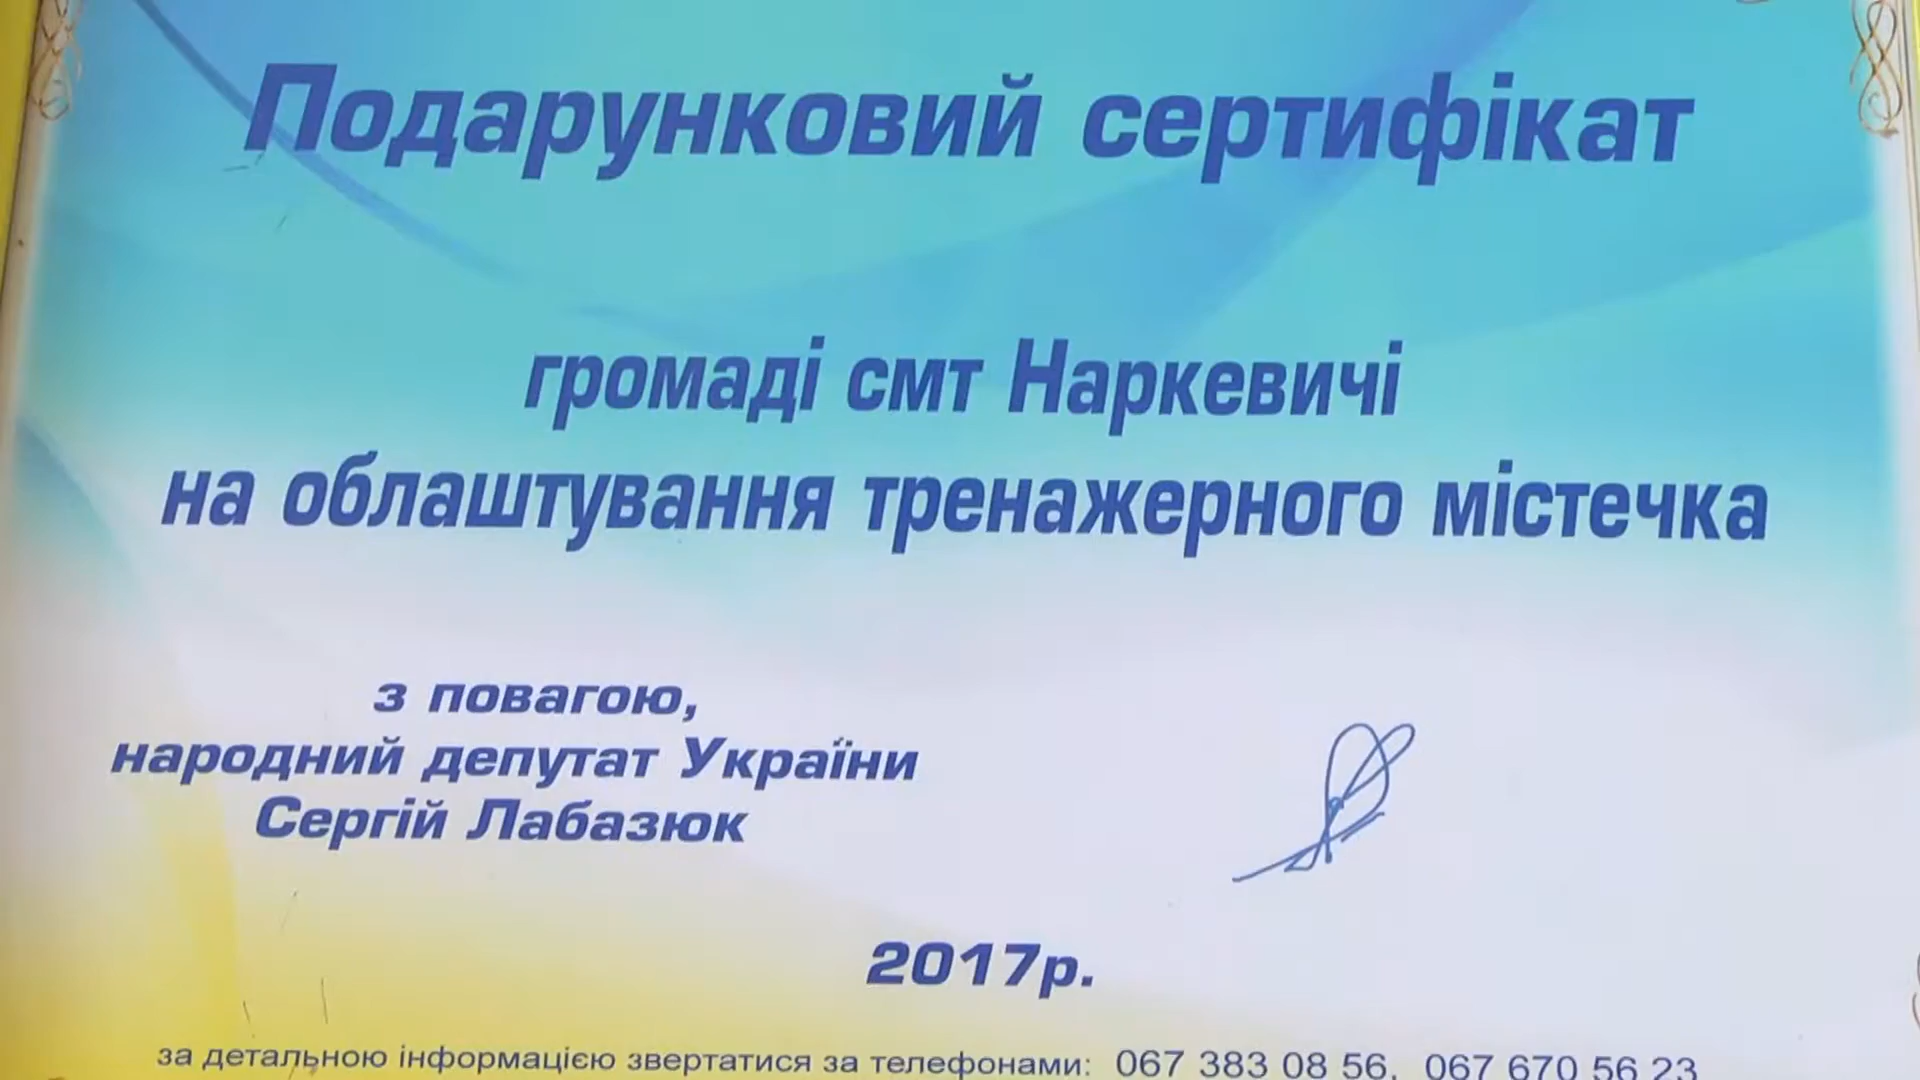 Подарунковий сертифікат
громаді смт Наркевичі
на облаштування тренажерного містечка
з повагою,
народний депутат України
Сергій Лабазюк
2017р.
за детальною інформацією звертатися за телефонами: 067 383 08 56, 067 670 56 23